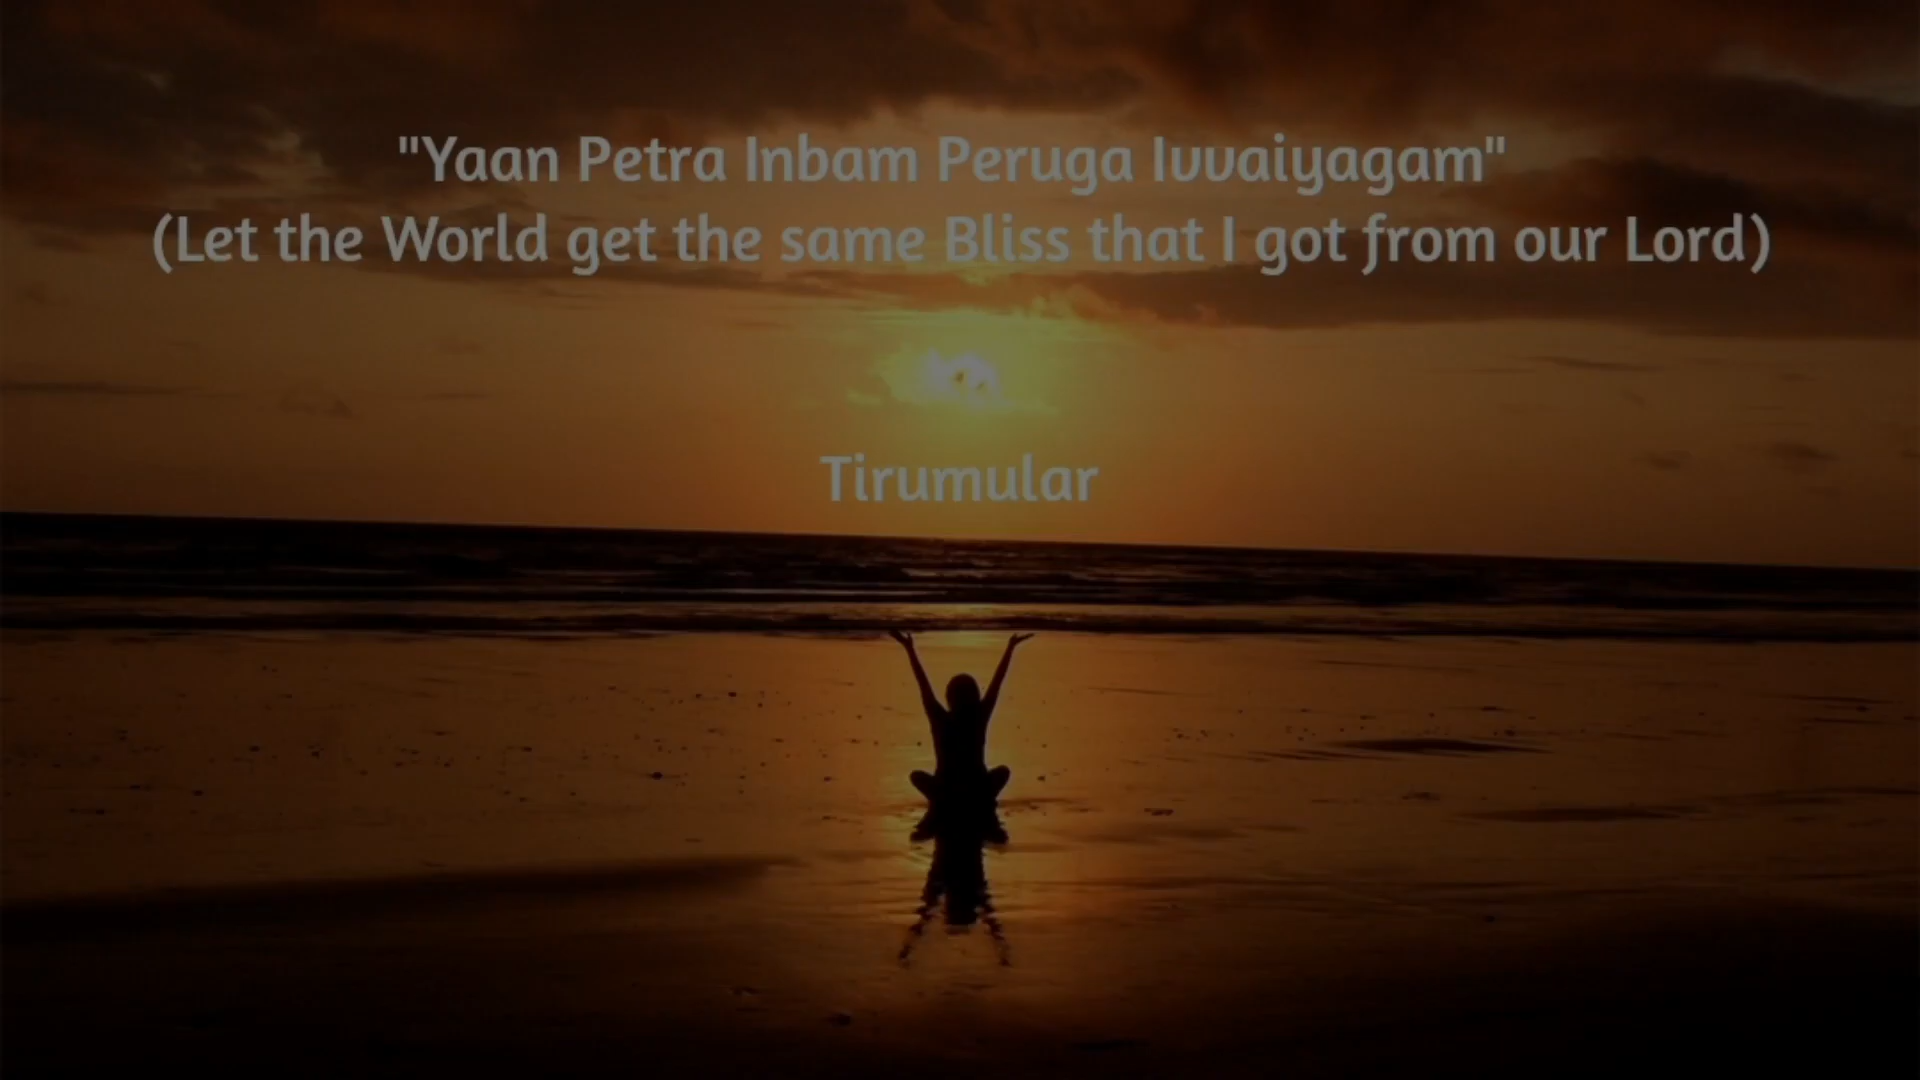 "Yaan Petra Inbam Peruga Ivvaiyagam"
(Let the World get the same Bliss that I got from our Lord)
Tirumular